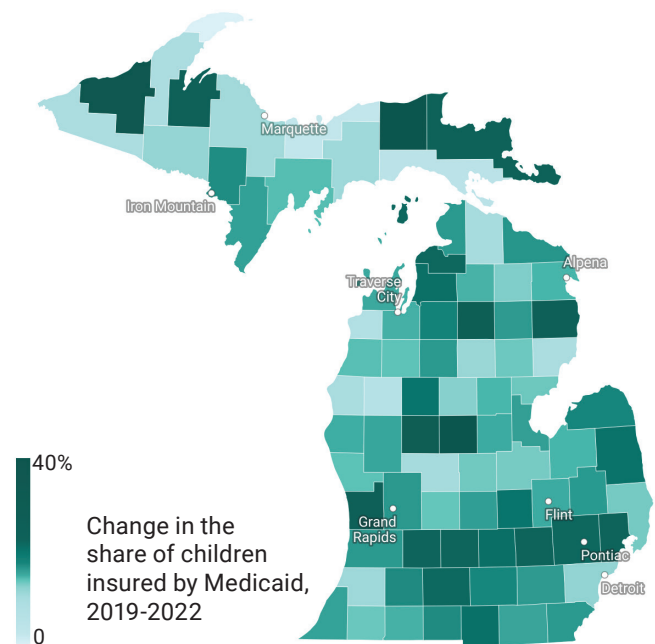 Marquette
Iron Mountain
Alpena
Traverse
City
40%
Change in the
share of children
insured by Medicaid,
2019-2022
0
Grand
Rapids
Flint
Pontiac
Detroit